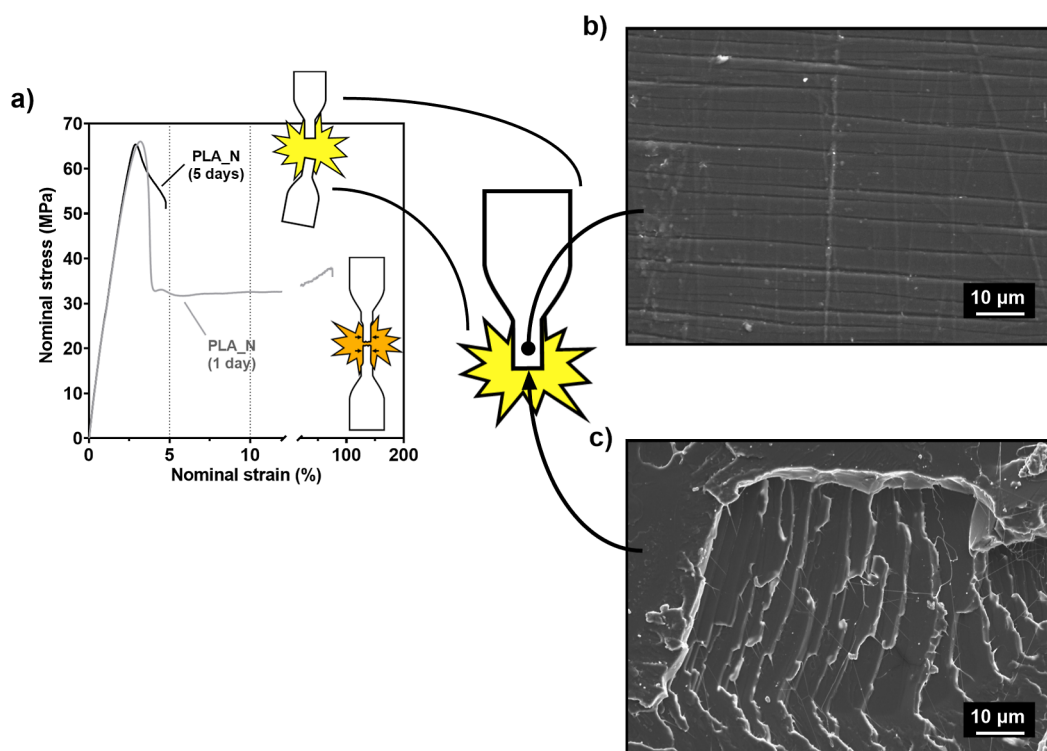 a)
Nominal stress (MPa)
70
60
50
40
30
20
10
0
0
5
10
100
200
Nominal strain (%)
PLA_N
(5 days)
PLA_N
(1 day)
b)
10 µm
c)
10 µm